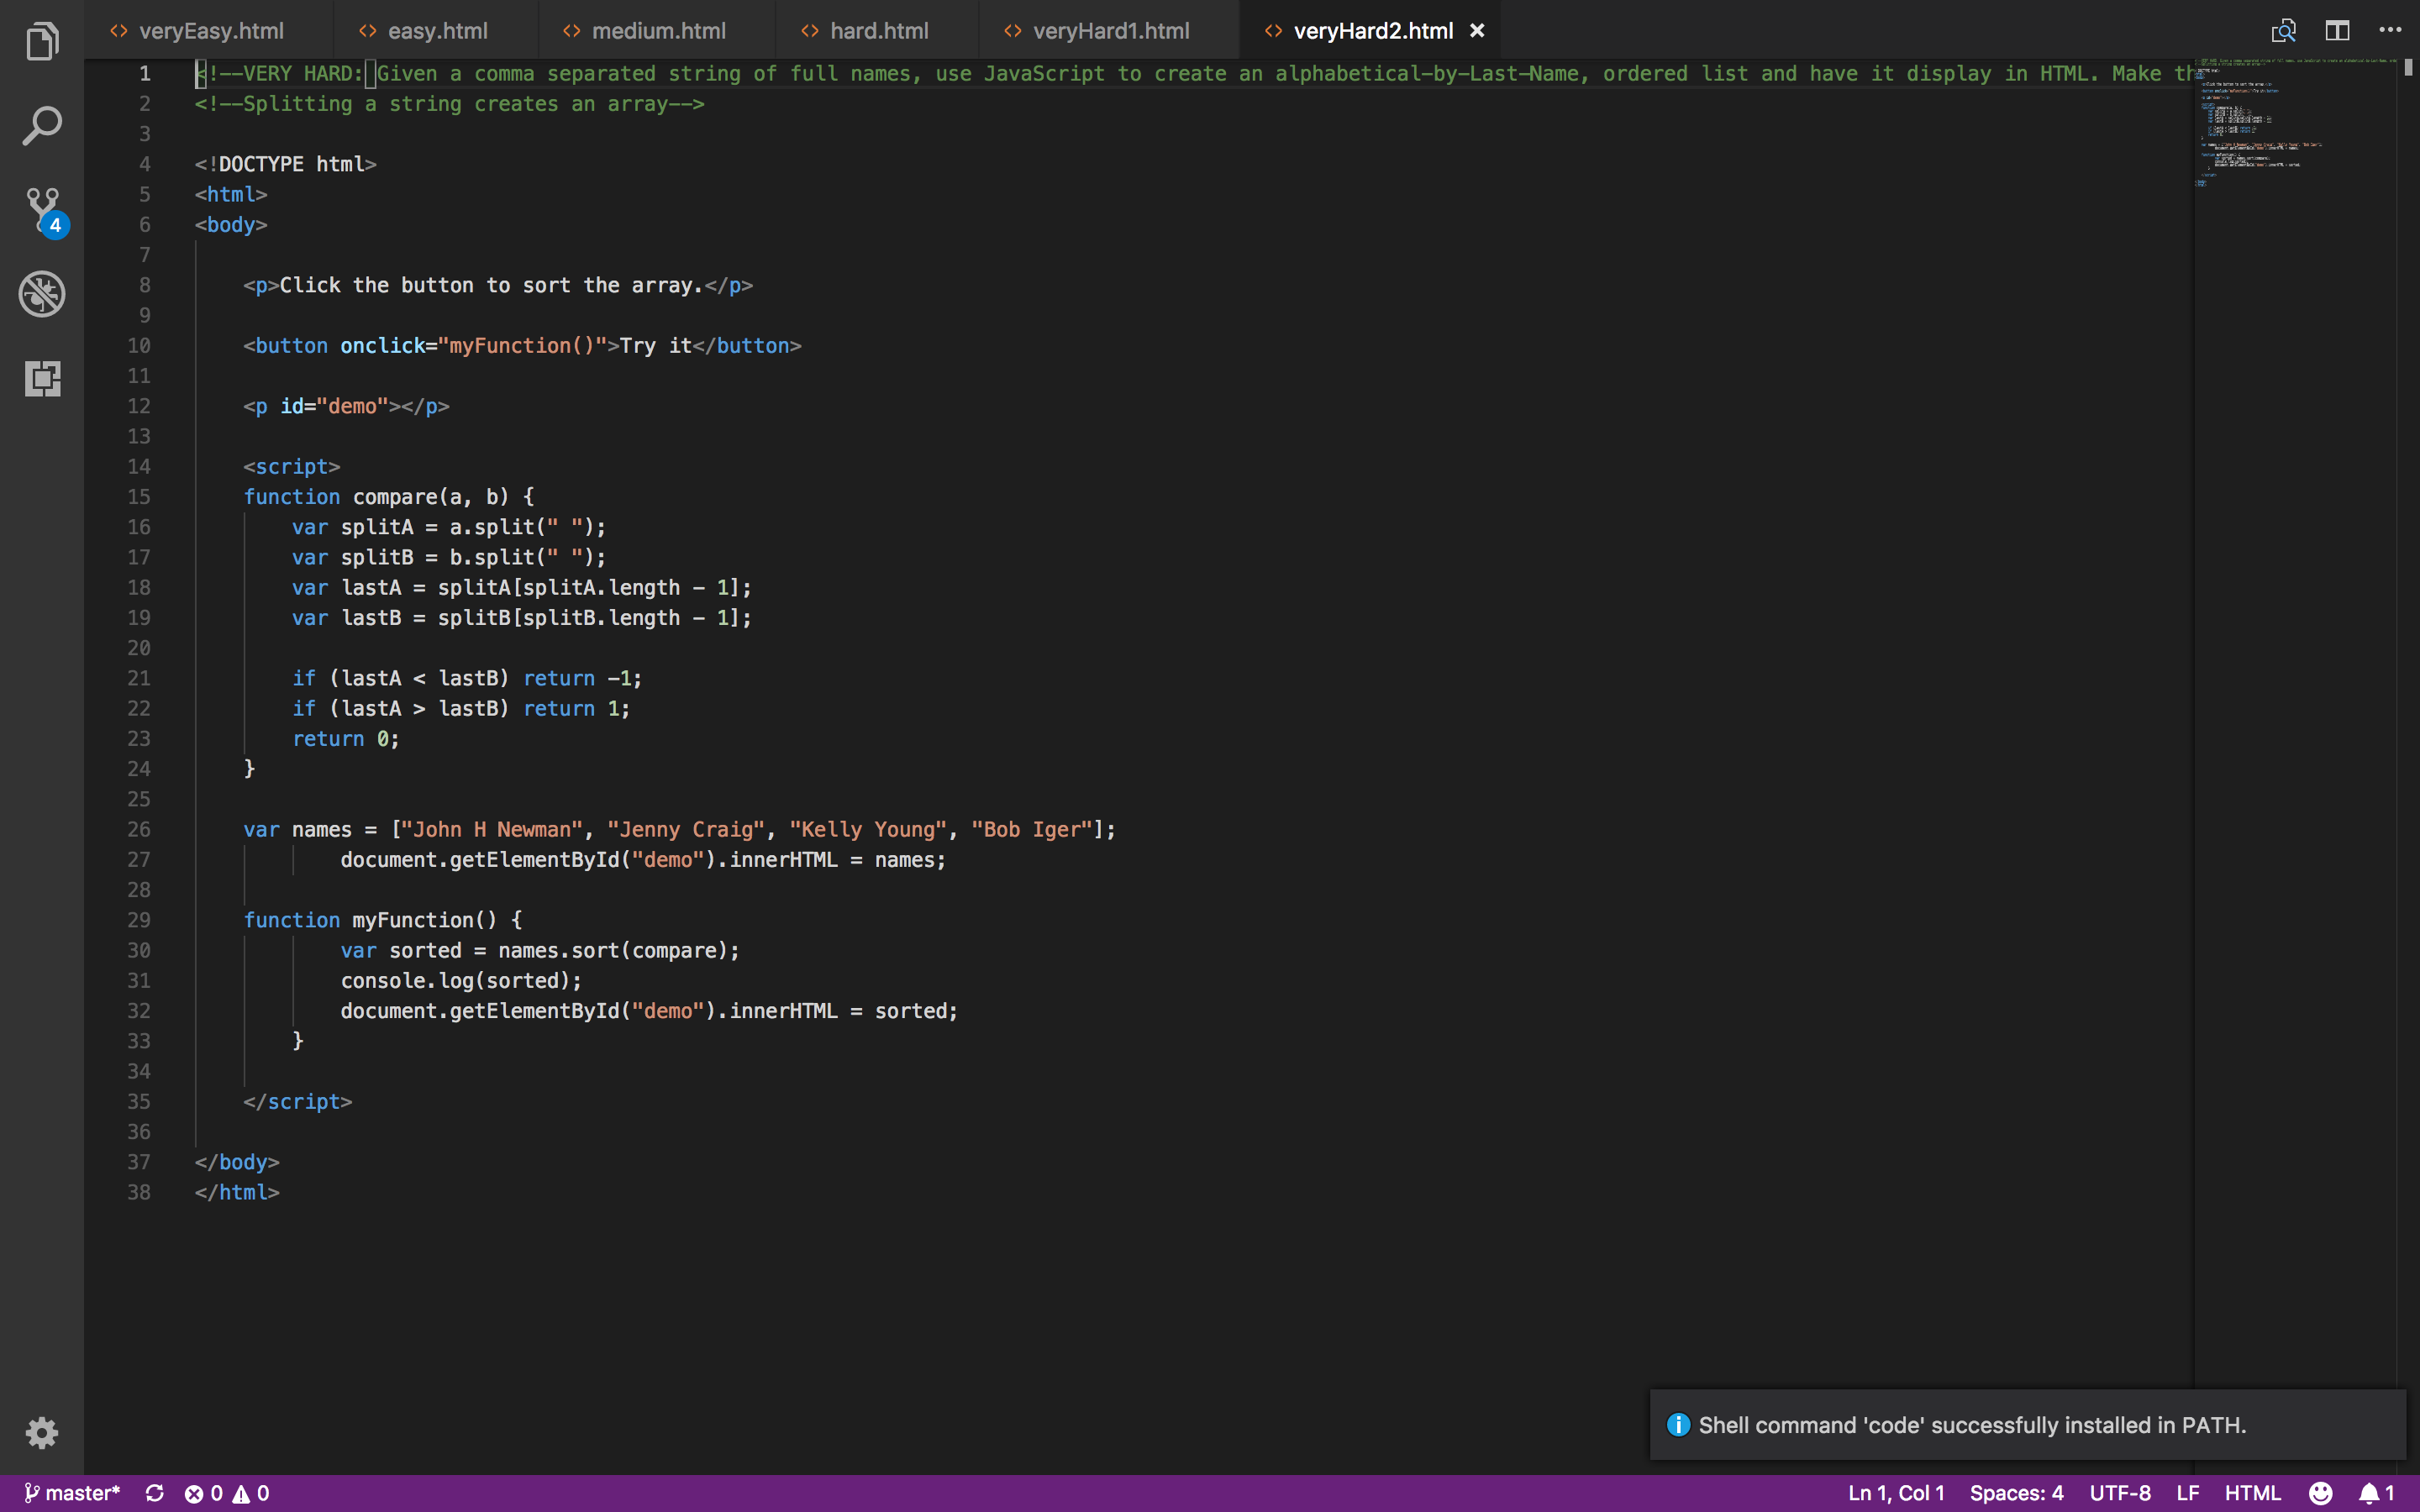 veryEasy.html easy.html medium.html hard.html veryHard1.html veryHard2.html
1 <!--VERY HARD: Given a comma separated string of full names, use JavaScript to create an alphabetical-by-Last-Name, ordered list and have it display in HTML. Make th
2 <!--Splitting a string creates an array-->
3
4 <!DOCTYPE html>
5 <html>
6 <body>
7
8 <p>Click the button to sort the array.</p>
9
10 <button onclick="myFunction()">Try it</button>
11
12 <p id="demo"></p>
13
14 <script>
15 function compare(a, b) {
16 var splitA = a.split(" ");
17 var splitB = b.split(" ");
18 var lastA = splitA[splitA.length - 1];
19 var lastB = splitB[splitB.length - 1];
20
21 if (lastA < lastB) return -1;
22 if (lastA > lastB) return 1;
23 return 0;
24 }
25
26 var names = ["John H Newman", "Jenny Craig", "Kelly Young", "Bob Iger"];
27 document.getElementById("demo").innerHTML = names;
28
29 function myFunction() {
30 var sorted = names.sort(compare);
31 console.log(sorted);
32 document.getElementById("demo").innerHTML = sorted;
33 }
34
35 </script>
36
37 </body>
38 </html>
4
Shell command 'code' successfully installed in PATH.
master* 0 0 Ln 1, Col 1 Spaces: 4 UTF-8 LF HTML 1